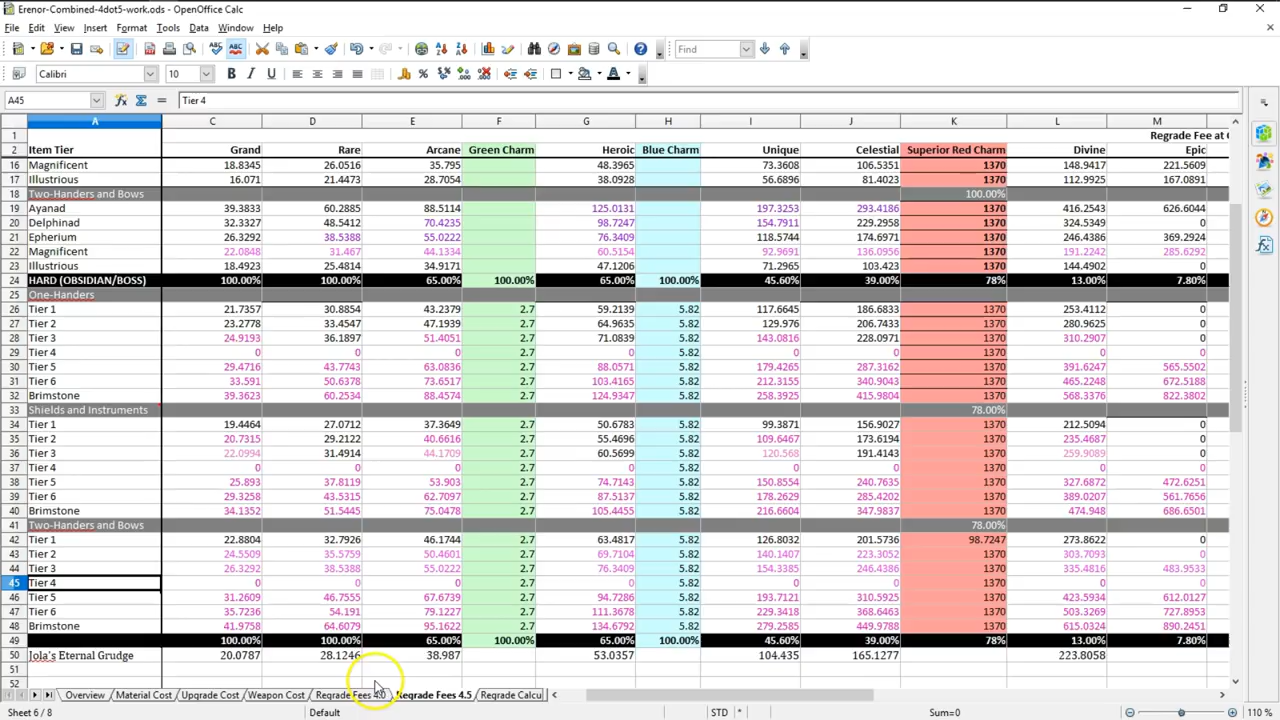 Erenor-Combined-4dot5-work.ods - OpenOffice Calc
File Edit View Insert Format Tools Data Window Help
Find
Calibri 10
A45 Tier 4
A C D E F G H I J K L M
1 Regrade Fee at
2 Item Tier Grand Rare Arcane Green Charm Heroic Blue Charm Unique Celestial Superior Red Charm Divine Epic
16 Magnificent 18.8345 26.0516 35.795 48.3965 73.3608 106.5351 1370 148.9417 221.5609
17 Illustrious 16.071 21.4473 28.7054 38.0928 56.6896 81.4023 1370 112.9925 167.0891
18 Two-Handers and Bows 100.00%
19 Ayanad 39.3833 60.2885 88.5114 125.0131 197.3253 293.4186 1370 416.2543 626.6044
20 Delphinad 32.3327 48.5412 70.4235 98.7247 154.7911 229.2958 1370 324.5349 0
21 Epherium 26.3292 38.5388 55.0222 76.3409 118.5744 174.6971 1370 246.4386 369.2924
22 Magnificent 22.0848 31.467 44.1334 60.5154 92.9691 136.0956 1370 191.2242 285.6292
23 Illustrious 18.4923 25.4814 34.9171 47.1206 71.2965 103.423 1370 144.4902 0
24 HARD (OBSIDIAN/BOSS) 100.00% 100.00% 65.00% 100.00% 65.00% 100.00% 45.60% 39.00% 78% 13.00% 7.80%
25 One-Handers
26 Tier 1 21.7357 30.8854 43.2379 2.7 59.2139 5.82 117.6645 186.6833 1370 253.4112 0
27 Tier 2 23.2778 33.4547 47.1939 2.7 64.9635 5.82 129.976 206.7433 1370 280.9625 0
28 Tier 3 24.9193 36.1897 51.4051 2.7 71.0839 5.82 143.0816 228.0971 1370 310.2907 0
29 Tier 4 0 0 0 2.7 0 5.82 0 0 1370 0 0
30 Tier 5 29.4716 43.7743 63.0836 2.7 88.0571 5.82 179.4265 287.3162 1370 391.6247 565.5502
31 Tier 6 33.591 50.6378 73.6517 2.7 103.4165 5.82 212.3155 340.9043 1370 465.2248 672.5188
32 Brimstone 39.3623 60.2534 88.4574 2.7 124.9347 5.82 258.3925 415.9804 1370 568.3376 822.3802
33 Shields and Instruments 78.00%
34 Tier 1 19.4464 27.0712 37.3649 2.7 50.6783 5.82 99.3871 156.9027 1370 212.5094 0
35 Tier 2 20.7315 29.2122 40.6616 2.7 55.4696 5.82 109.6467 173.6194 1370 235.4687 0
36 Tier 3 22.0994 31.4914 44.1709 2.7 60.5699 5.82 120.568 191.4143 1370 259.9089 0
37 Tier 4 0 0 0 2.7 0 5.82 0 0 1370 0 0
38 Tier 5 25.893 37.8119 53.903 2.7 74.7143 5.82 150.8554 240.7635 1370 327.6872 472.6251
39 Tier 6 29.3258 43.5315 62.7097 2.7 87.5137 5.82 178.2629 285.4202 1370 389.0207 561.7656
40 Brimstone 34.1352 51.5445 75.0478 2.7 105.4455 5.82 216.6604 347.9837 1370 474.948 686.6501
41 Two-Handers and Bows 78.00%
42 Tier 1 22.8804 32.7926 46.1744 2.7 63.4817 5.82 126.8032 201.5736 98.7247 273.8622 0
43 Tier 2 24.5509 35.5759 50.4601 2.7 69.7104 5.82 140.1407 223.3052 1370 303.7093 0
44 Tier 3 26.3292 38.5388 55.0222 2.7 76.3409 5.82 154.3385 246.4386 1370 335.4816 483.9533
45 Tier 4 0 0 0 2.7 0 5.82 0 0 1370 0 0
46 Tier 5 31.2609 46.7555 67.6739 2.7 94.7286 5.82 193.7121 310.5925 1370 423.5934 612.0127
47 Tier 6 35.7236 54.191 79.1227 2.7 111.3678 5.82 229.3418 368.6463 1370 503.3269 727.8953
48 Brimstone 41.9758 64.6079 95.1622 2.7 134.6792 5.82 279.2585 449.9788 1370 615.0324 890.2451
49 100.00% 100.00% 65.00% 100.00% 65.00% 100.00% 45.60% 39.00% 78% 13.00% 7.80%
50 Jola's Eternal Grudge 20.0787 28.1246 38.987 53.0357 104.435 165.1277 223.8058
51
52
Overview Material Cost Upgrade Cost Weapon Cost Regrade Fees 4.0 Regrade Fees 4.5 Regrade Calcu
Sheet 6 / 8 Default STD * Sum=0 110 %